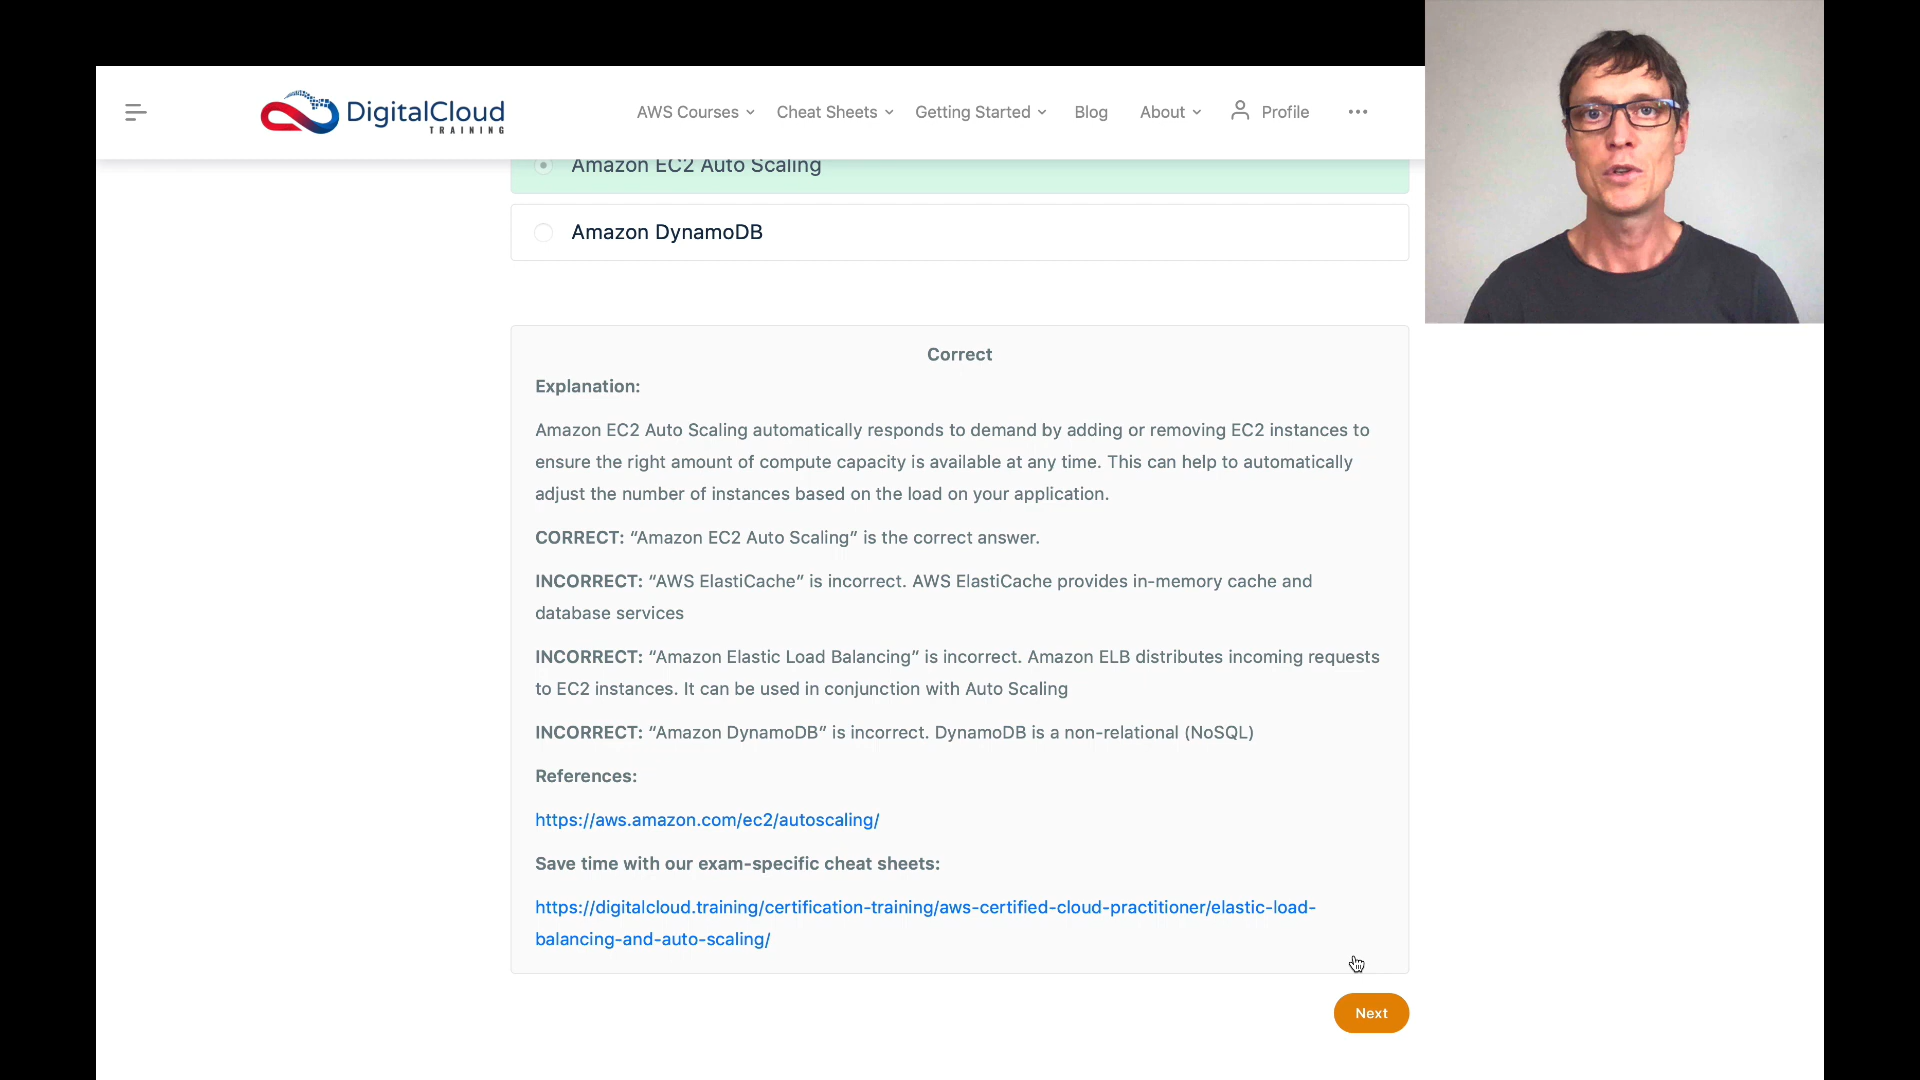 DigitalCloud
TRAINING
AWS Courses
Cheat Sheets
Getting Started
Blog
About
Profile
Amazon EC2 Auto Scaling
Amazon DynamoDB
Correct
Explanation:
Amazon EC2 Auto Scaling automatically responds to demand by adding or removing EC2 instances to
ensure the right amount of compute capacity is available at any time. This can help to automatically
adjust the number of instances based on the load on your application.
CORRECT: “Amazon EC2 Auto Scaling” is the correct answer.
INCORRECT: “AWS ElastiCache” is incorrect. AWS ElastiCache provides in-memory cache and
database services
INCORRECT: “Amazon Elastic Load Balancing” is incorrect. Amazon ELB distributes incoming requests
to EC2 instances. It can be used in conjunction with Auto Scaling
INCORRECT: “Amazon DynamoDB” is incorrect. DynamoDB is a non-relational (NoSQL)
References:
https://aws.amazon.com/ec2/autoscaling/
Save time with our exam-specific cheat sheets:
https://digitalcloud.training/certification-training/aws-certified-cloud-practitioner/elastic-load-
balancing-and-auto-scaling/
Next